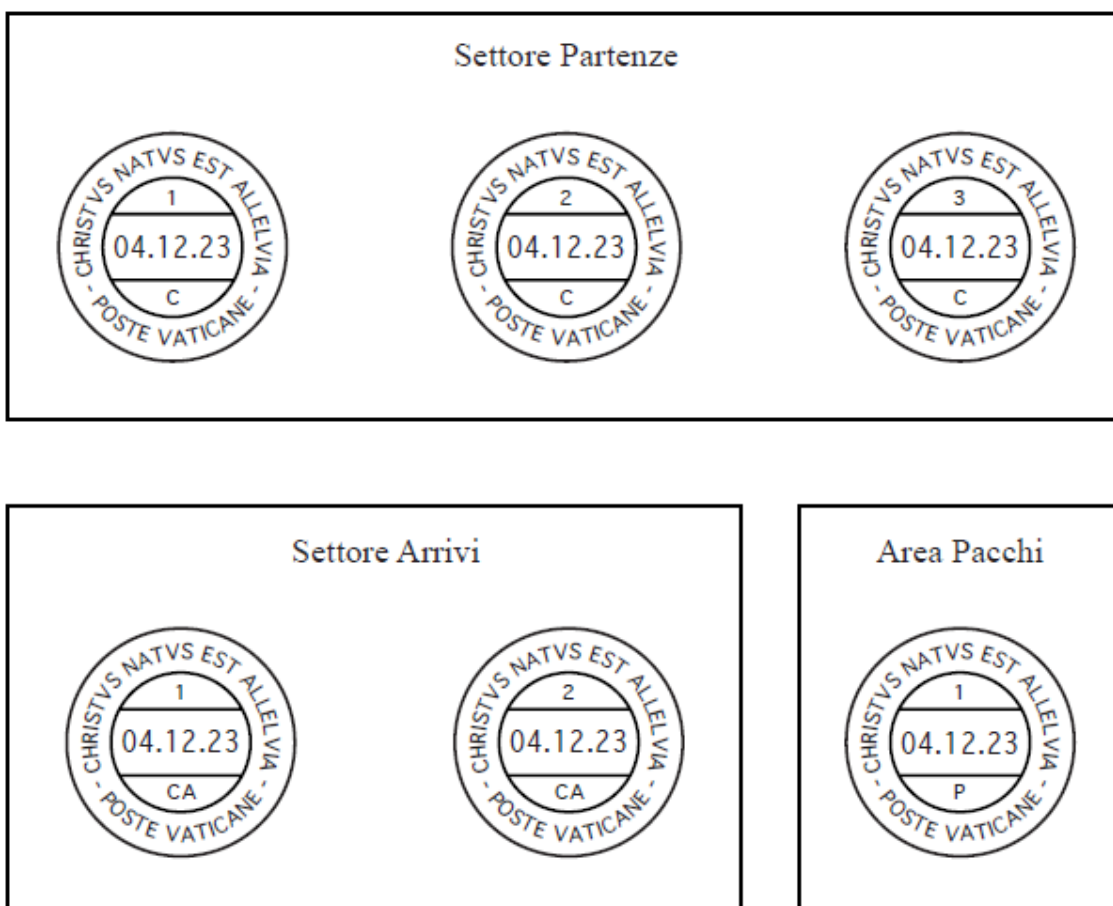 Settore Partenze
CHRISTVS NATVS EST ALLELVIA
1
04.12.23
C
- POSTE VATICANE -
CHRISTVS NATVS EST ALLELVIA
2
04.12.23
C
- POSTE VATICANE -
CHRISTVS NATVS EST ALLELVIA
3
04.12.23
C
- POSTE VATICANE -
Settore Arrivi
CHRISTVS NATVS EST ALLELVIA
1
04.12.23
CA
- POSTE VATICANE -
CHRISTVS NATVS EST ALLELVIA
2
04.12.23
CA
- POSTE VATICANE -
Area Pacchi
CHRISTVS NATVS EST ALLELVIA
1
04.12.23
P
- POSTE VATICANE -